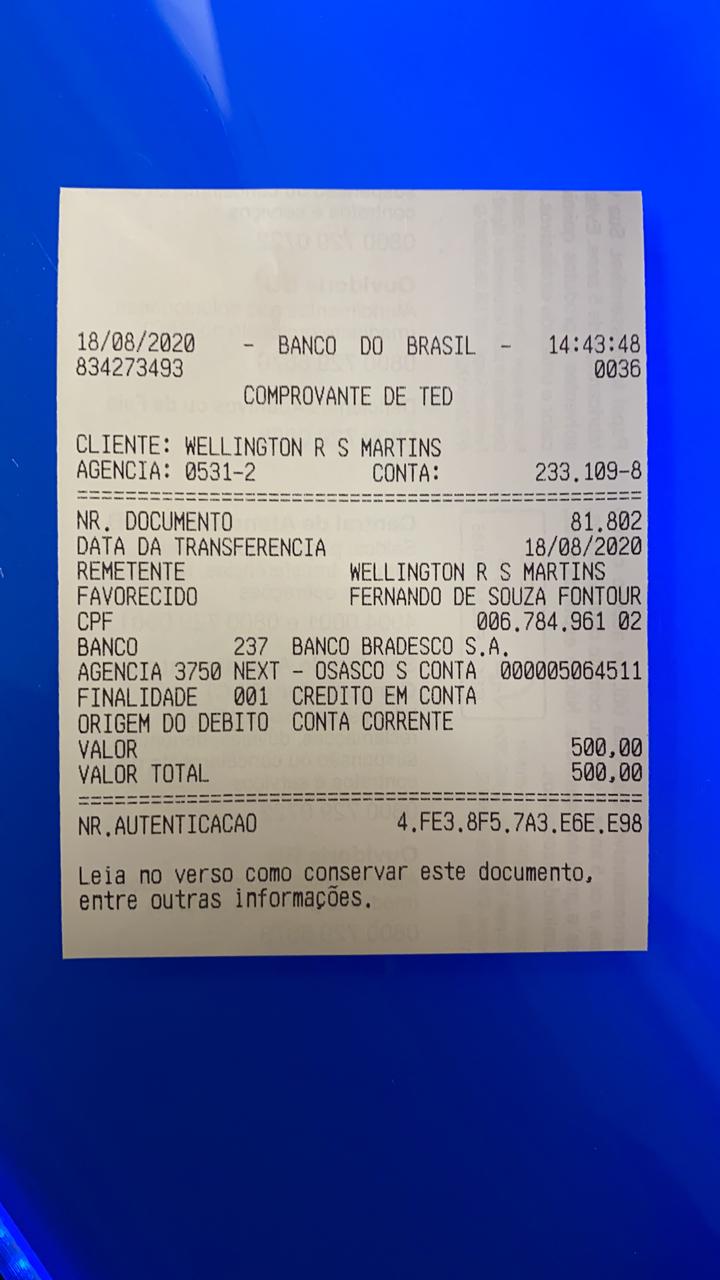 18/08/2020 - BANCO DO BRASIL - 14:43:48
834273493 0036
COMPROVANTE DE TED
CLIENTE: WELLINGTON R S MARTINS
AGENCIA: 0531-2 CONTA: 233.109-8
================================================
NR. DOCUMENTO 81.802
DATA DA TRANSFERENCIA 18/08/2020
REMETENTE WELLINGTON R S MARTINS
FAVORECIDO FERNANDO DE SOUZA FONTOUR
CPF 006.784.961 02
BANCO 237 BANCO BRADESCO S.A.
AGENCIA 3750 NEXT - OSASCO S CONTA 000005064511
FINALIDADE 001 CREDITO EM CONTA
ORIGEM DO DEBITO CONTA CORRENTE
VALOR 500,00
VALOR TOTAL 500,00
================================================
NR.AUTENTICACAO 4.FE3.8F5.7A3.E6E.E98
Leia no verso como conservar este documento,
entre outras informações.